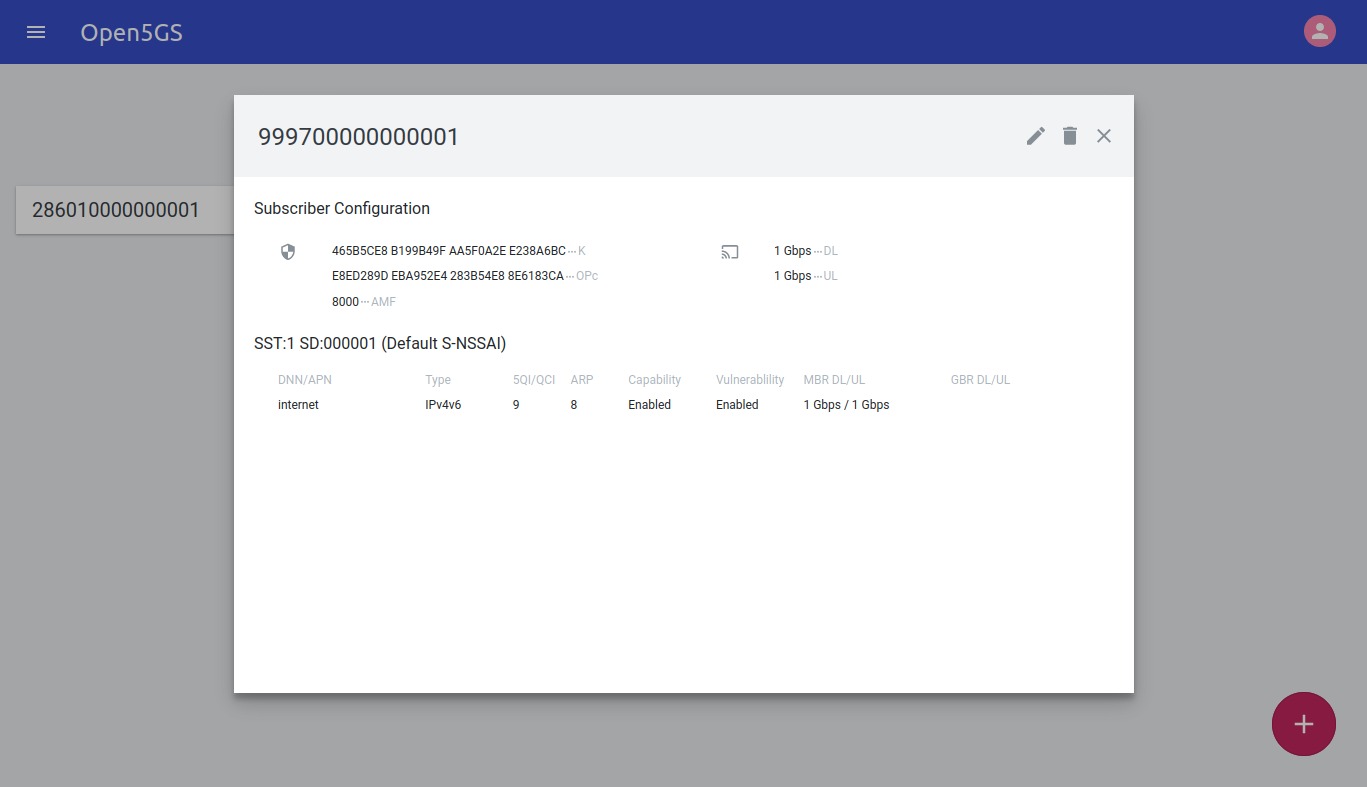 Open5GS
286010000000001
999700000000001
Subscriber Configuration
465B5CE8 B199B49F AA5F0A2E E238A6BC···K
E8ED289D EBA952E4 283B54E8 8E6183CA···OPc
8000···AMF
1 Gbps···DL
1 Gbps···UL
SST:1 SD:000001 (Default S-NSSAI)
DNN/APN Type 5QI/QCI ARP Capability Vulnerablility MBR DL/UL GBR DL/UL
internet IPv4v6 9 8 Enabled Enabled 1 Gbps / 1 Gbps